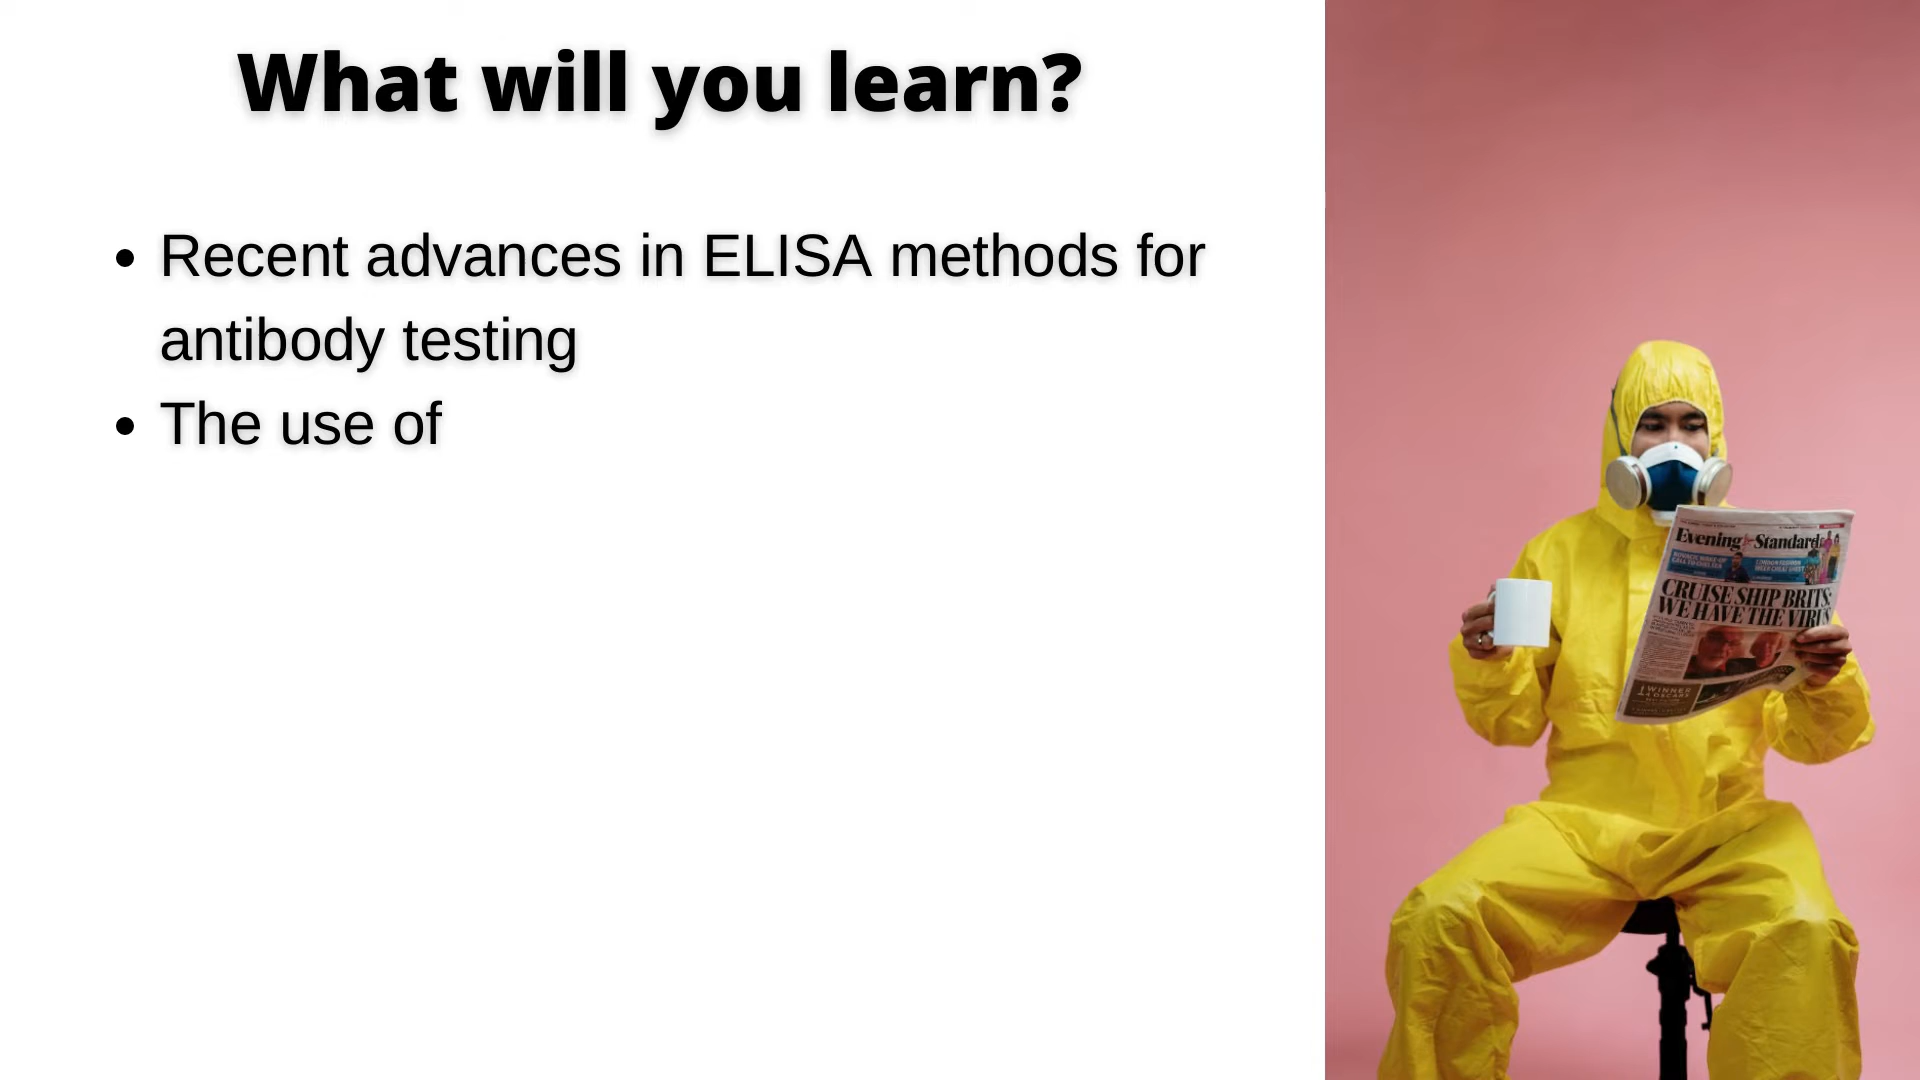 What will you learn?
• Recent advances in ELISA methods for
antibody testing
• The use of
Evening Standard
CRUISE SHIP BRITS:
WE HAVE THE VIRUS
WINNER